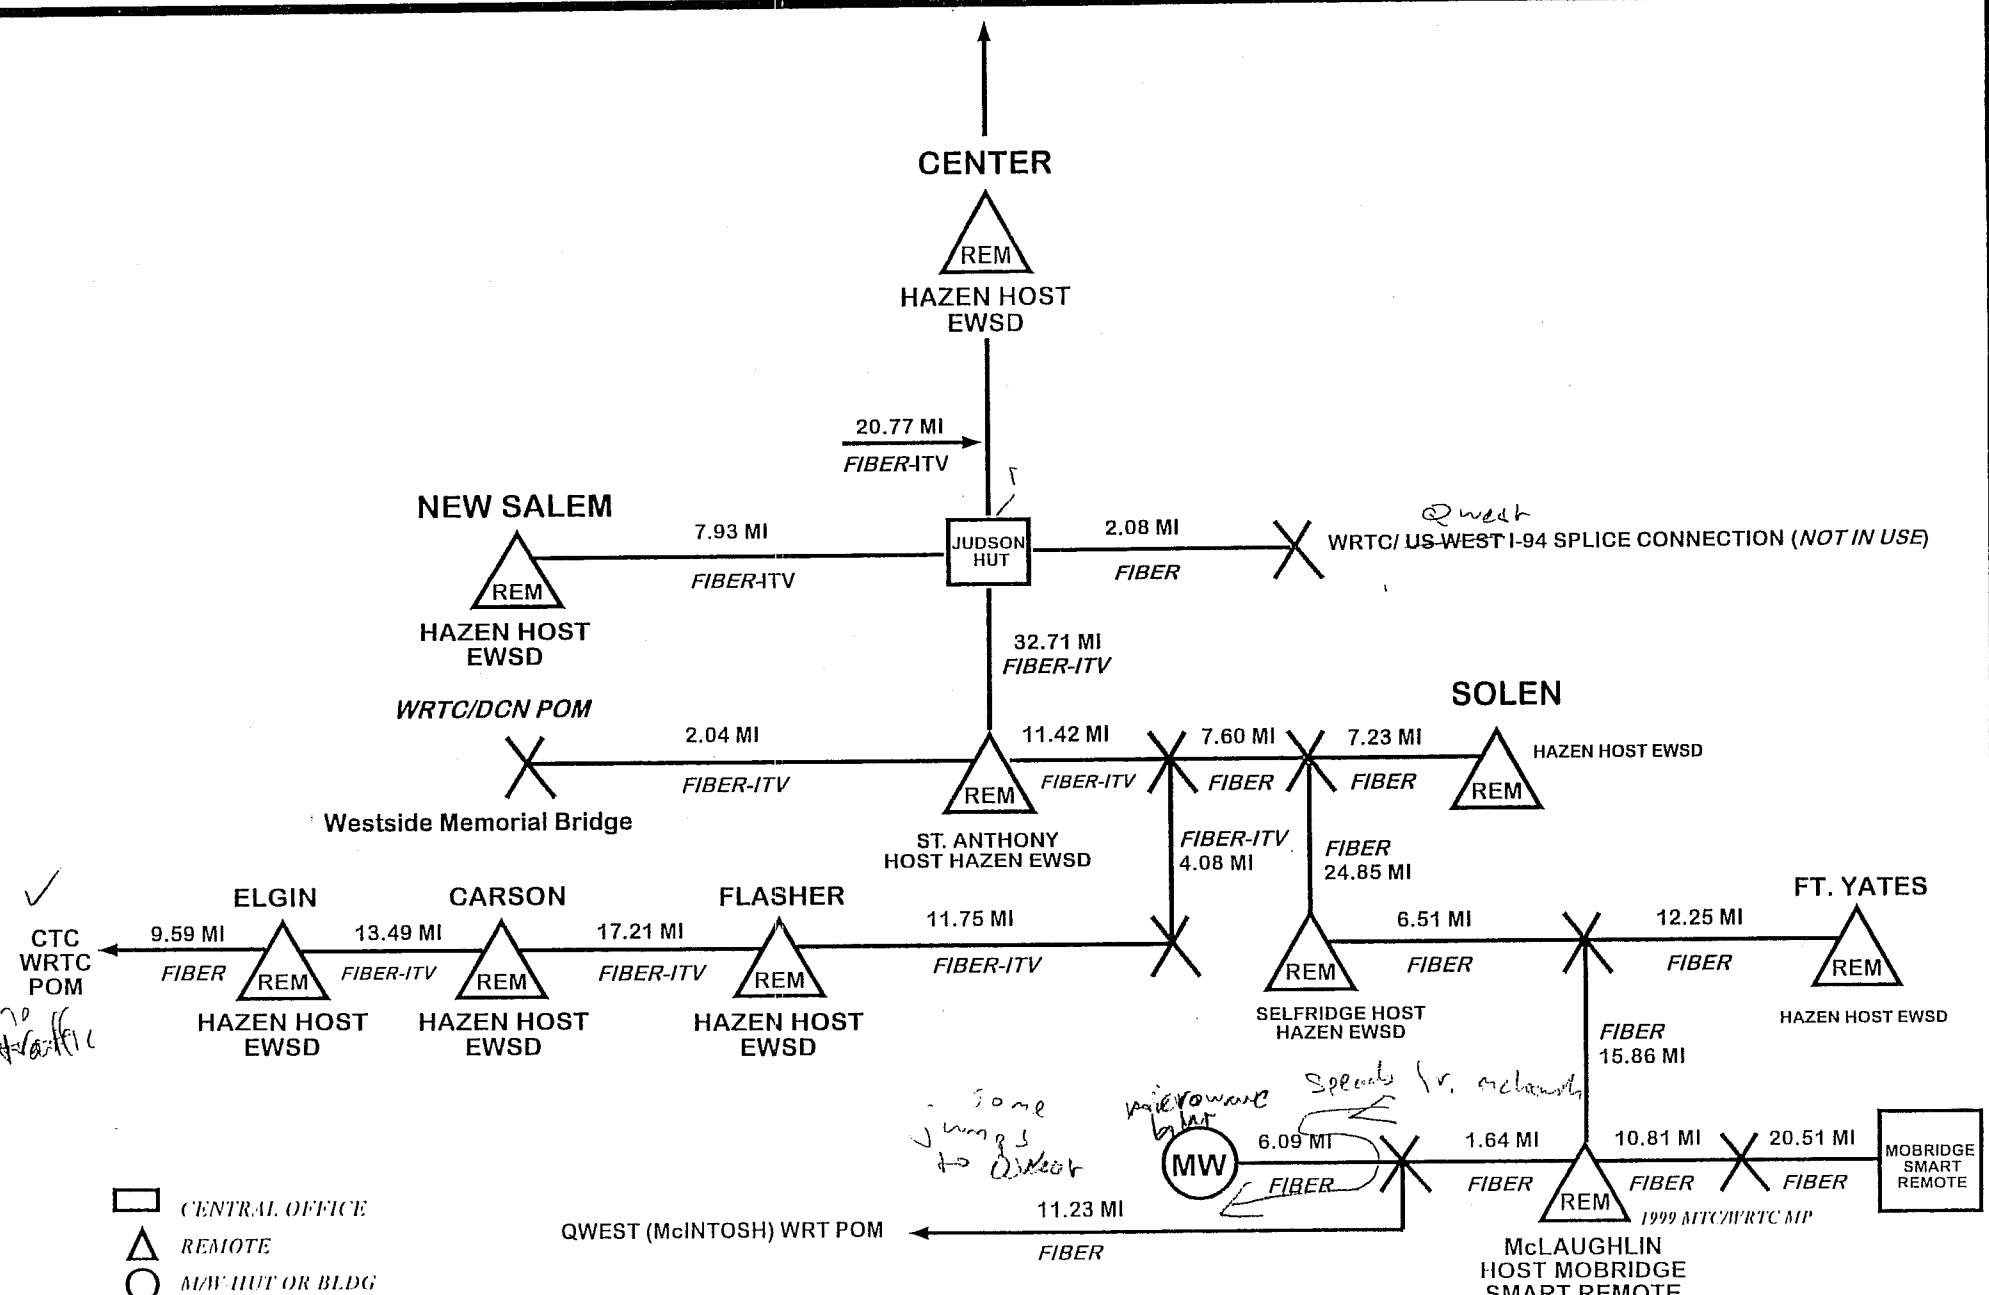 CENTER
REM
HAZEN HOST
EWSD
20.77 MI
FIBER-ITV
NEW SALEM
REM
HAZEN HOST
EWSD
7.93 MI
FIBER-ITV
JUDSON
HUT
2.08 MI
FIBER
Qwest
WRTC/ US WEST I-94 SPLICE CONNECTION (NOT IN USE)
32.71 MI
FIBER-ITV
WRTC/DCN POM
Westside Memorial Bridge
2.04 MI
FIBER-ITV
REM
ST. ANTHONY
HOST HAZEN EWSD
11.42 MI
FIBER-ITV
7.60 MI
FIBER
7.23 MI
FIBER
SOLEN
REM
HAZEN HOST EWSD
FIBER-ITV
4.08 MI
FIBER
24.85 MI
CTC
WRTC
POM
no
traffic
9.59 MI
FIBER
ELGIN
REM
HAZEN HOST
EWSD
13.49 MI
FIBER-ITV
CARSON
REM
HAZEN HOST
EWSD
17.21 MI
FIBER-ITV
FLASHER
REM
HAZEN HOST
EWSD
11.75 MI
FIBER-ITV
REM
SELFRIDGE HOST
HAZEN EWSD
6.51 MI
FIBER
12.25 MI
FIBER
FT. YATES
REM
HAZEN HOST EWSD
FIBER
15.86 MI
Some
jumps
to Qwest
microwave
MW
6.09 MI
FIBER
1.64 MI
FIBER
REM
10.81 MI
FIBER
20.51 MI
FIBER
MOBRIDGE
SMART
REMOTE
1999 MTC/WRTC MP
McLAUGHLIN
HOST MOBRIDGE
SMART REMOTE
QWEST (McINTOSH) WRT POM
11.23 MI
FIBER
CENTRAL OFFICE
REMOTE
M/W HUT OR BLDG